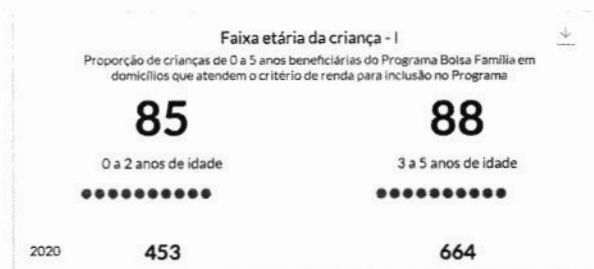 Faixa etária da criança - I
Proporção de crianças de 0 a 5 anos beneficiárias do Programa Bolsa Família em
domicílios que atendem o critério de renda para inclusão no Programa
85 88
0 a 2 anos de idade 3 a 5 anos de idade
2020 453 664